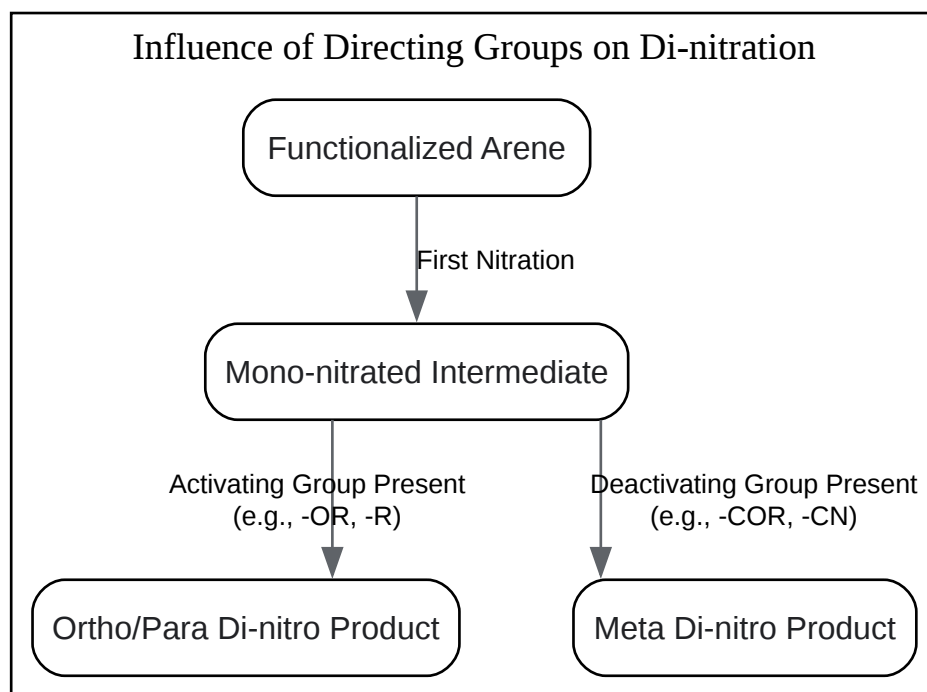 Influence of Directing Groups on Di-nitration
Functionalized Arene
First Nitration
Mono-nitrated Intermediate
Activating Group Present
(e.g., -OR, -R)
Deactivating Group Present
(e.g., -COR, -CN)
Ortho/Para Di-nitro Product
Meta Di-nitro Product